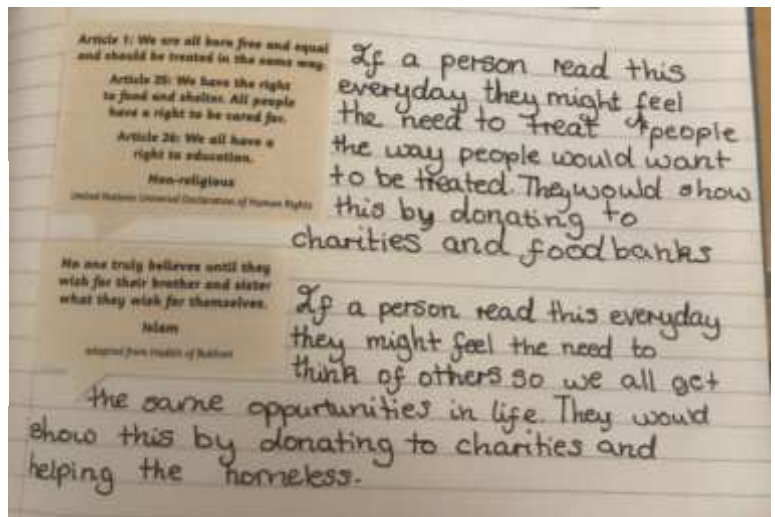 Article 1: We are all born free and equal
and should be treated in the same way.
Article 25: We have the right
to food and shelter. All people
have a right to be cared for.
Article 26: We all have a
right to education.
Non-religious
United Nations Universal Declaration of Human Rights
If a person read this
everyday they might feel
the need to treat people
the way people would want
to be treated. They would show
this by donating to
charities and foodbanks
No one truly believes until they
wish for their brother and sister
what they wish for themselves.
Islam
adapted from Hadith of Bukhari
If a person read this everyday
they might feel the need to
think of others so we all get
the same oppurtunities in life. They would
show this by donating to charities and
helping the homeless.